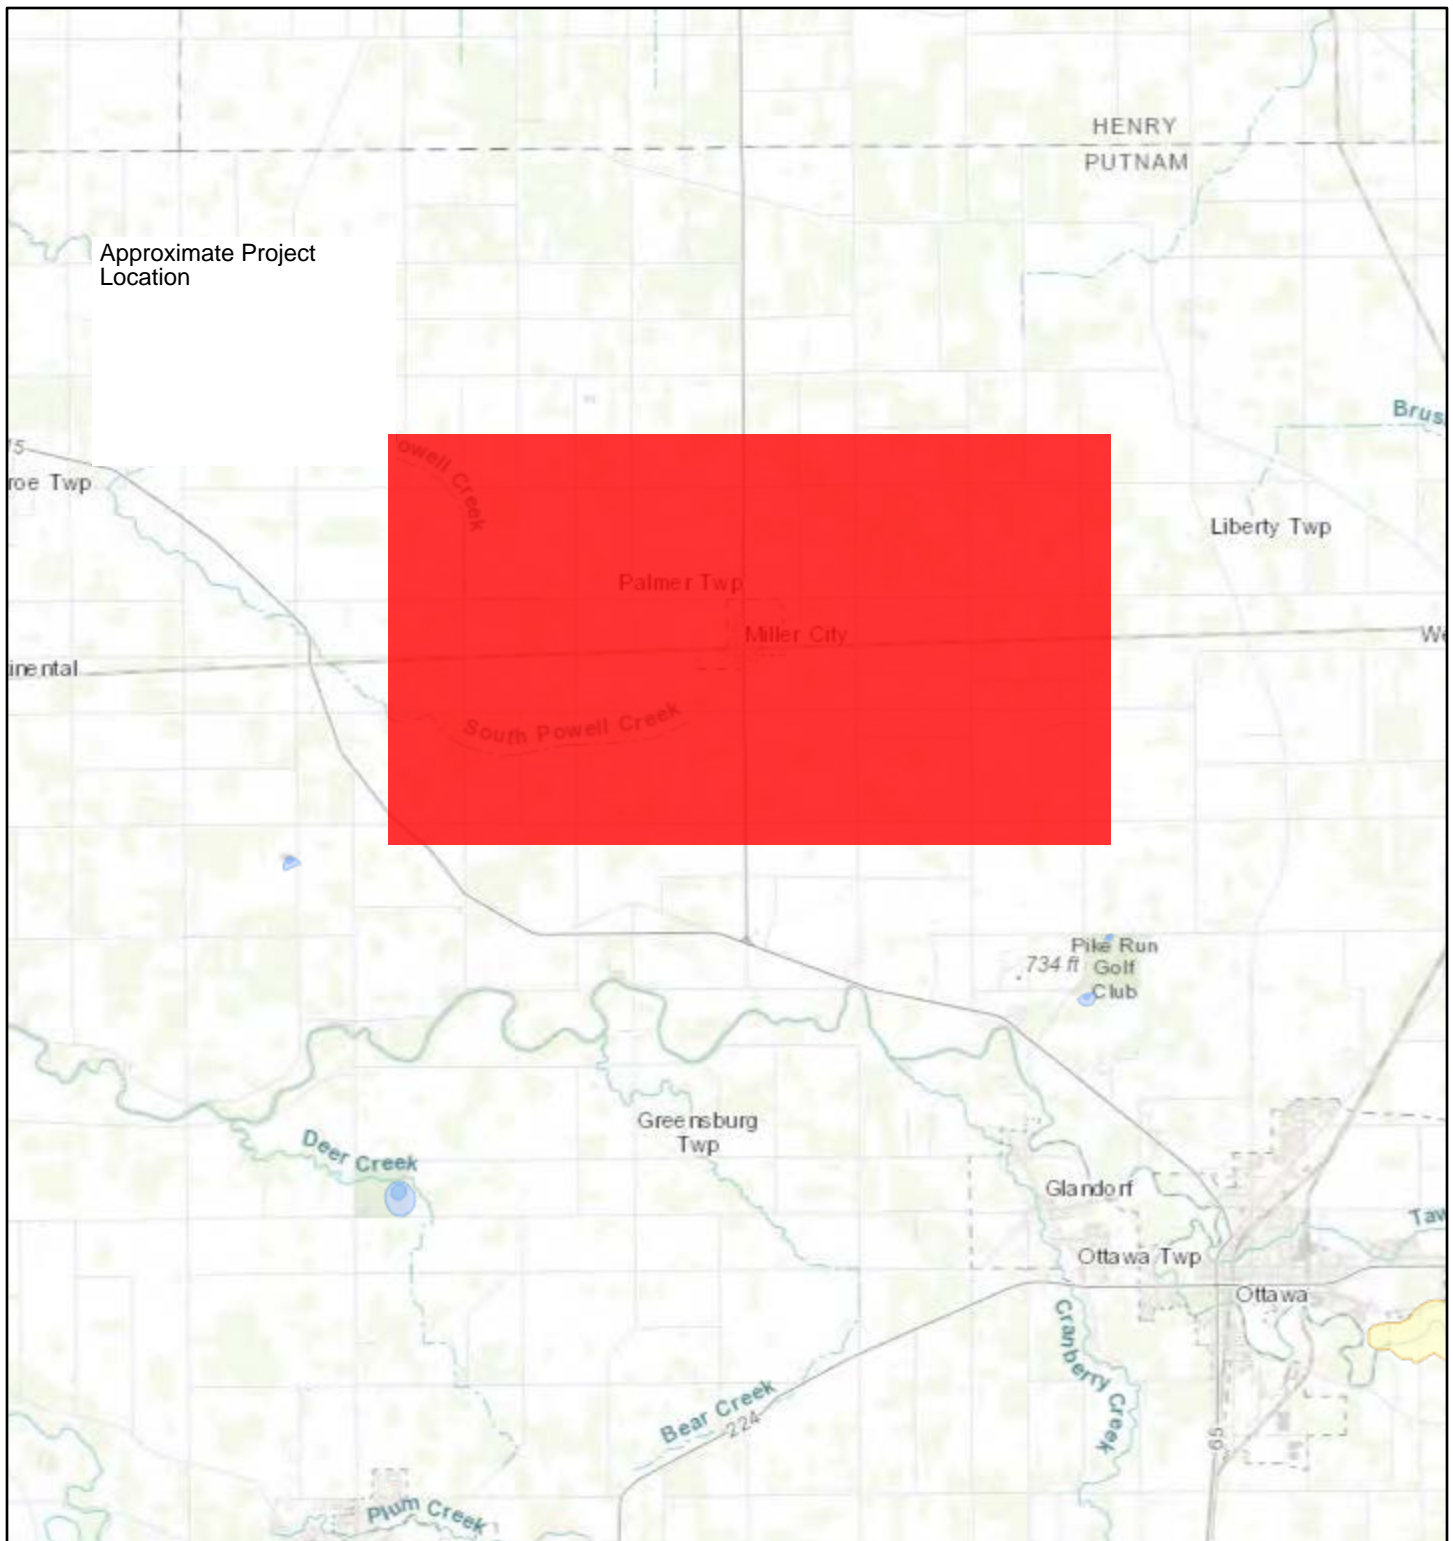 HENRY
PUTNAM
Approximate Project
Location
Brus
15
owell Creek
roe Twp
Liberty Twp
Palmer Twp
Miller City
We
inental
South Powell Creek
Pike Run
734 ft
Golf
Club
Greensburg
Twp
Deer Creek
Glandorf
Taw
Ottawa Twp
Ottawa
Cranberry Creek
Bear Creek
224
65
Plum Creek